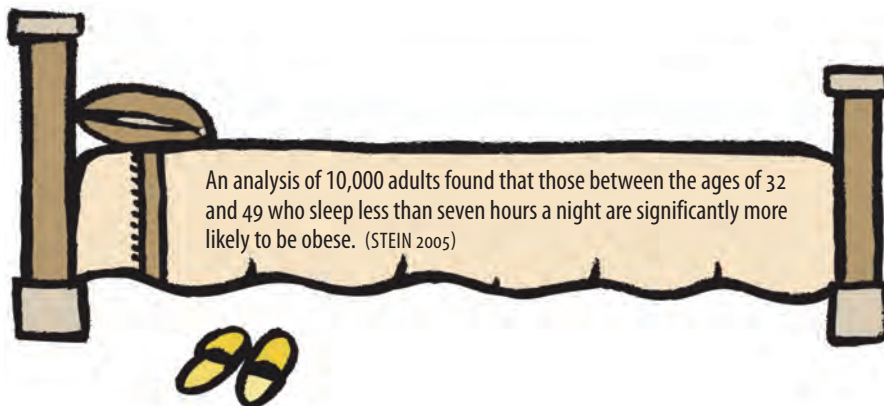 An analysis of 10,000 adults found that those between the ages of 32
and 49 who sleep less than seven hours a night are significantly more
likely to be obese. (STEIN 2005)